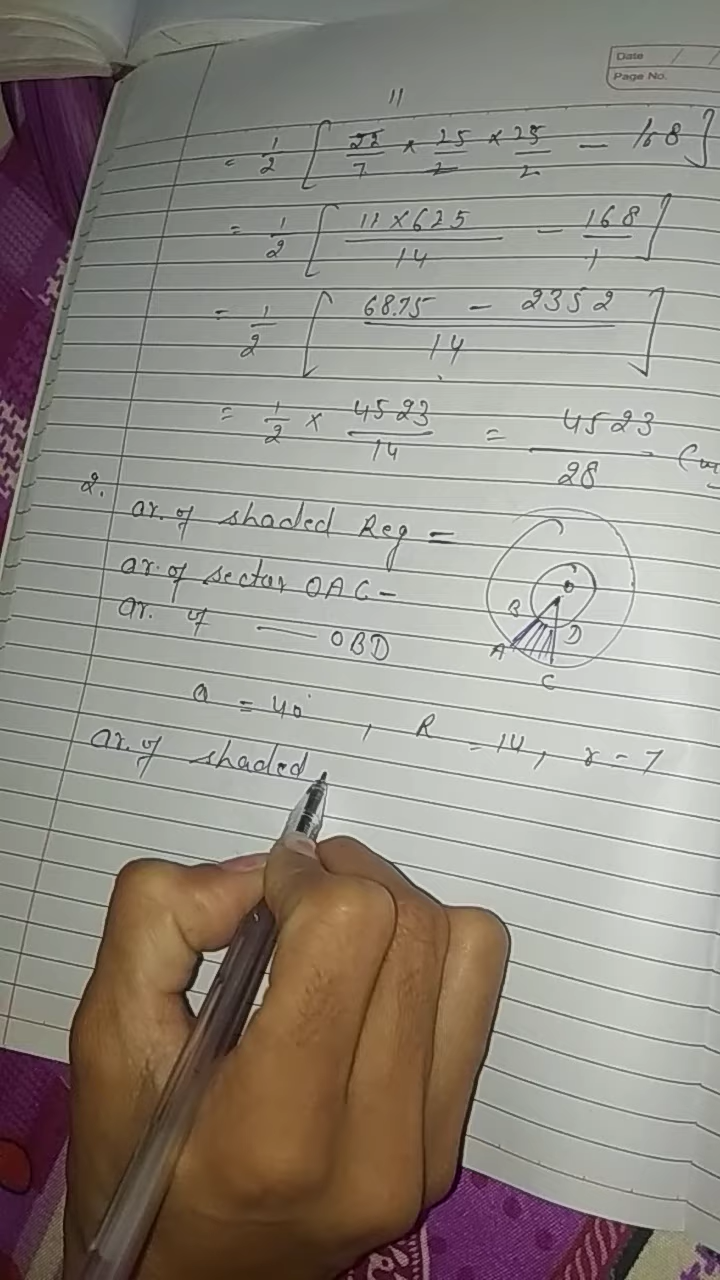 Date / /
Page No.
11
= 1/2 [ 22/7 × 25/2 × 25/2 - 168 ]
= 1/2 [ 11×625/14 - 168/1 ]
= 1/2 [ 6875 - 2352 / 14 ]
= 1/2 × 4523/14 = 4523/28
2. ar. of shaded Reg =
ar. of sector OAC -
ar. of — OBD
O
B
D
A
C
θ = 40°, R = 14, r = 7
ar. of shaded